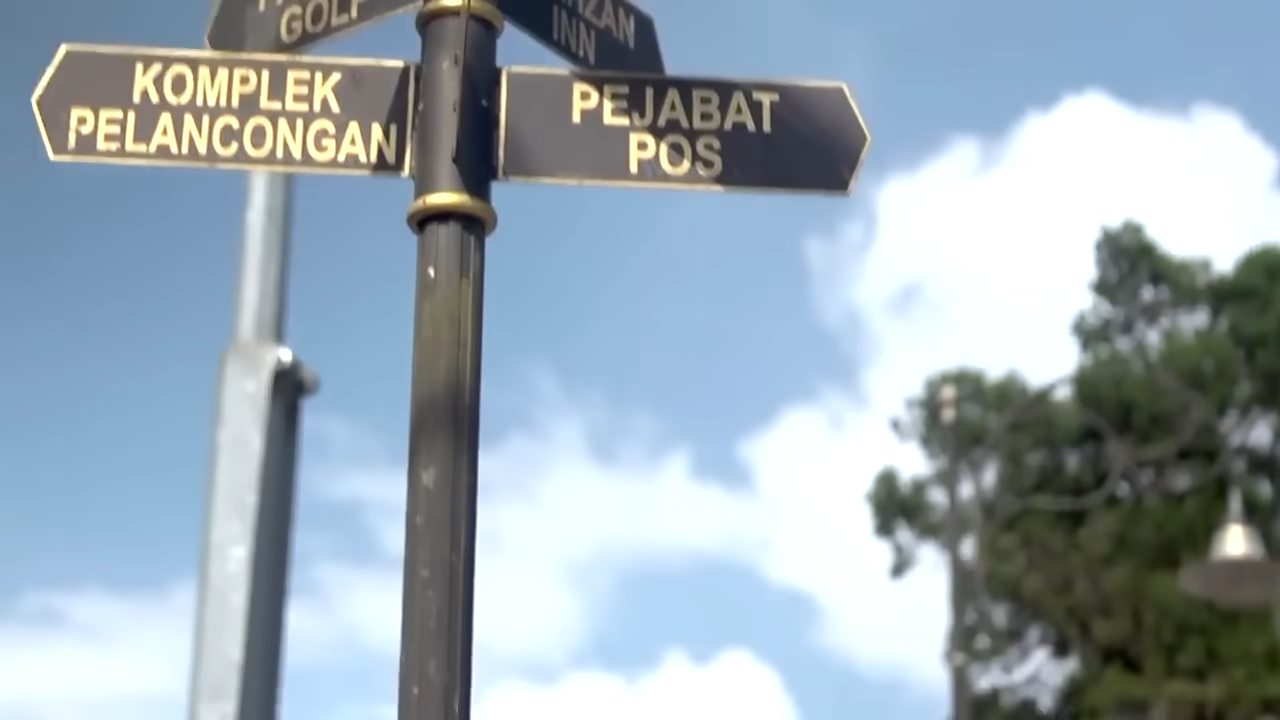 GOLF
INN
KOMPLEK
PELANCONGAN
PEJABAT
POS